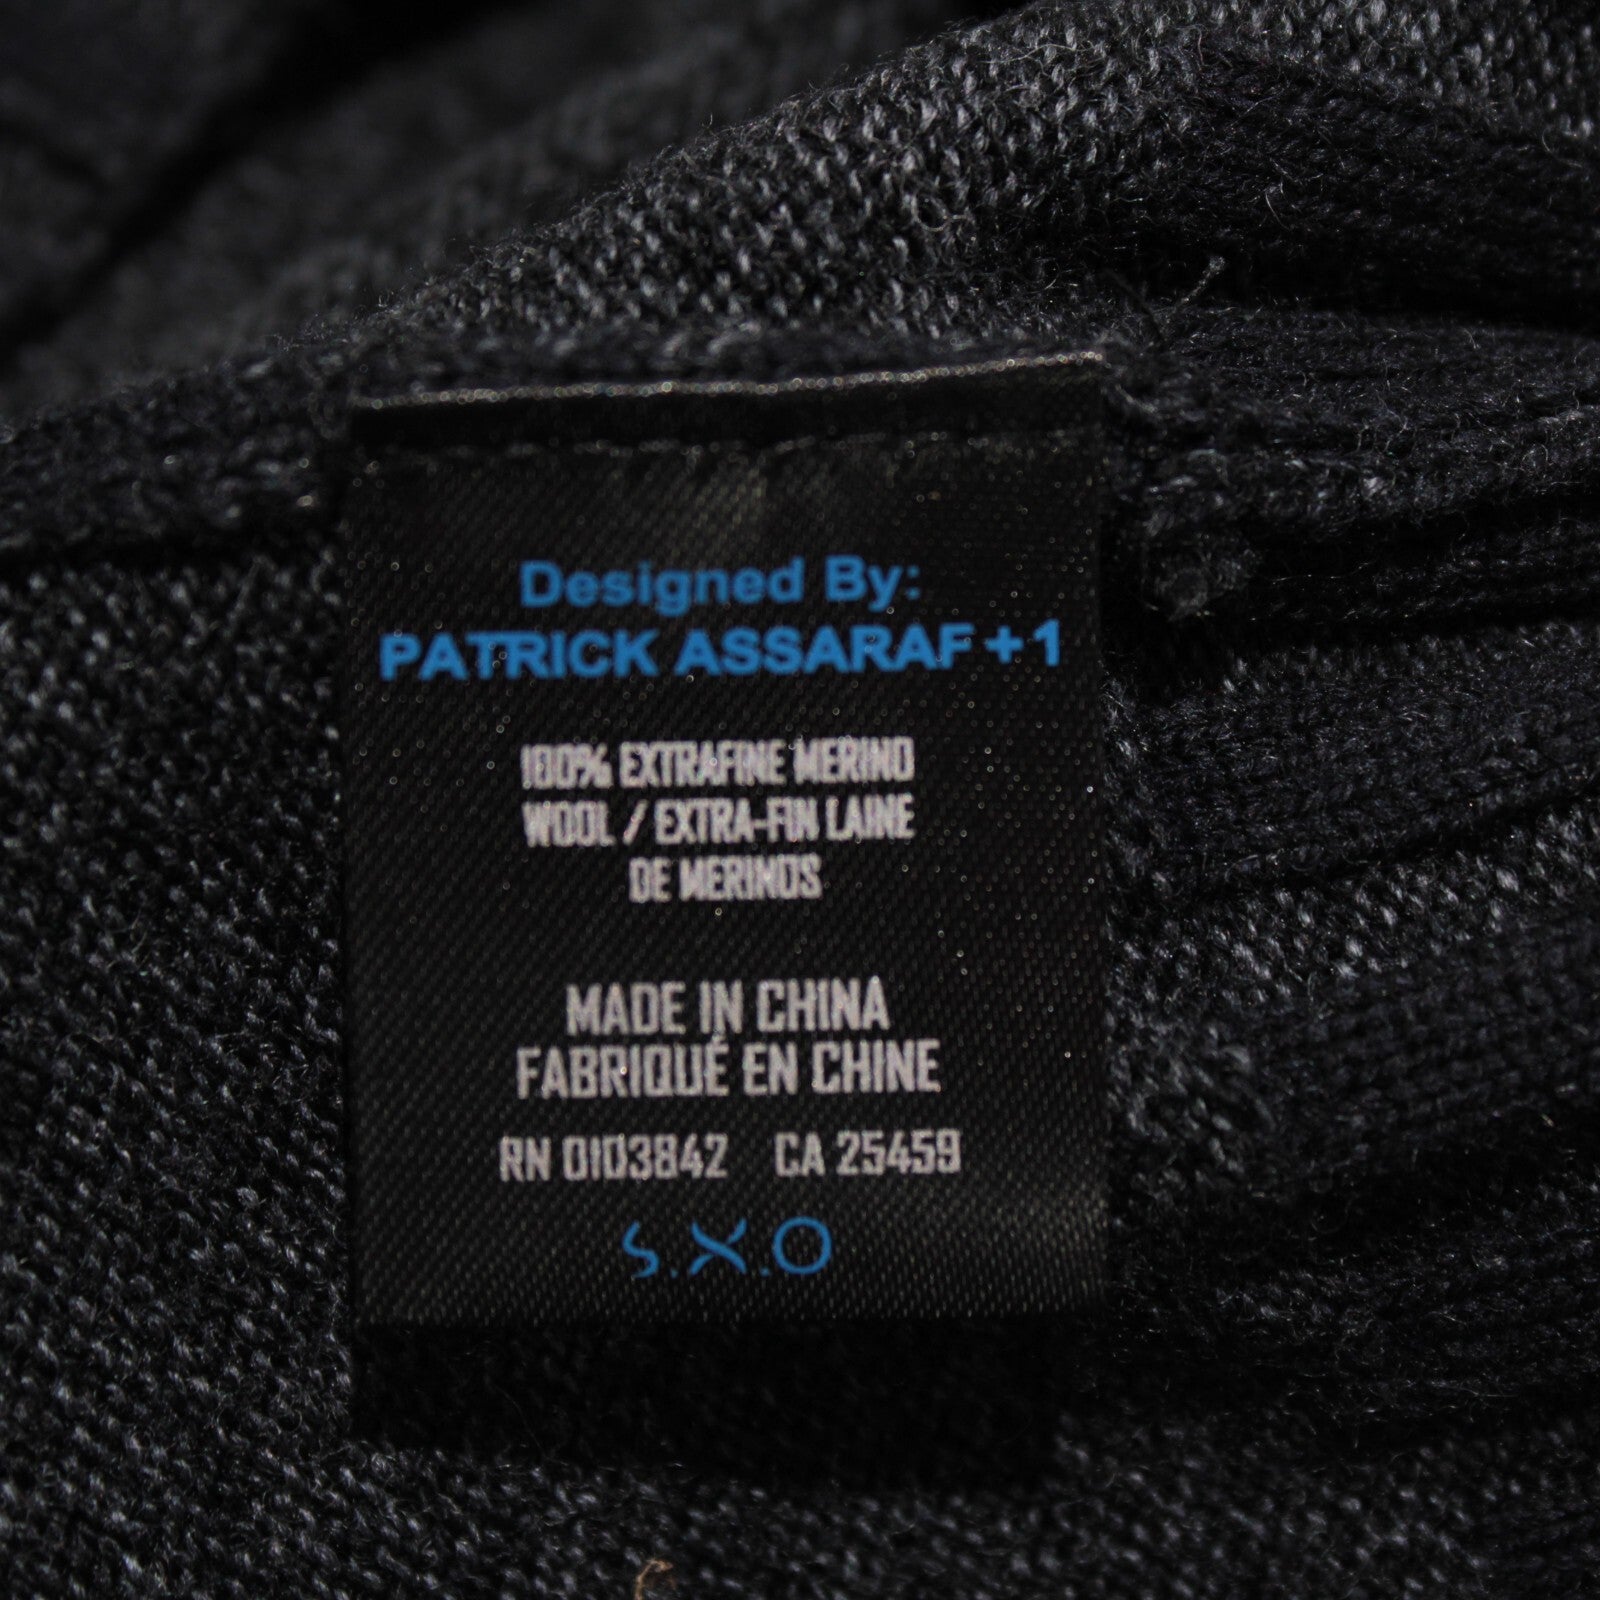 Designed By:
PATRICK ASSARAF + 1
100% EXTRAFINE MERINO
WOOL / EXTRA-FIN LAINE
DE MERINOS
MADE IN CHINA
FABRIQUÉ EN CHINE
RN 0103842 CA 25459
S.X.O